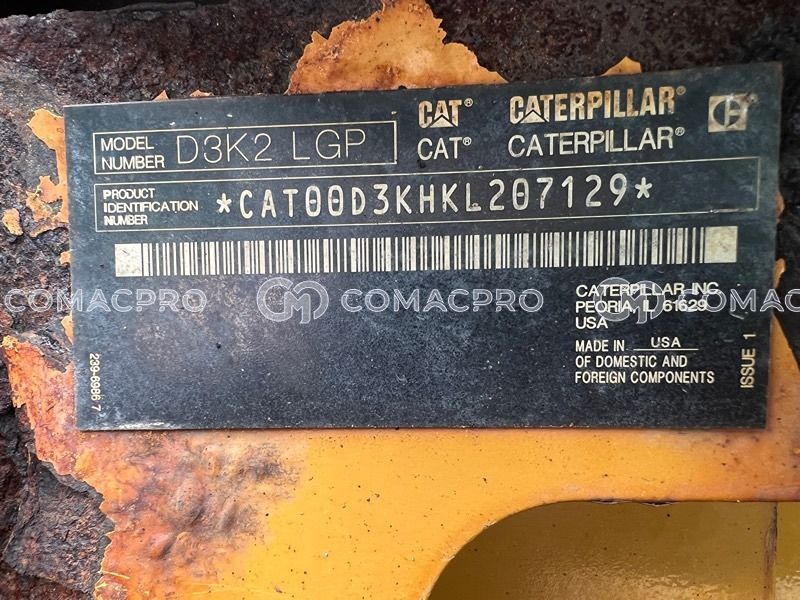 CAT® CATERPILLAR®
CAT® CATERPILLAR®
MODEL NUMBER D3K2 LGP
PRODUCT IDENTIFICATION NUMBER *CAT00D3KHKL207129*
COMACPRO COMACPRO
CATERPILLAR INC.
PEORIA, IL 61629
USA
MADE IN USA
OF DOMESTIC AND
FOREIGN COMPONENTS
239-6986 7
ISSUE 1